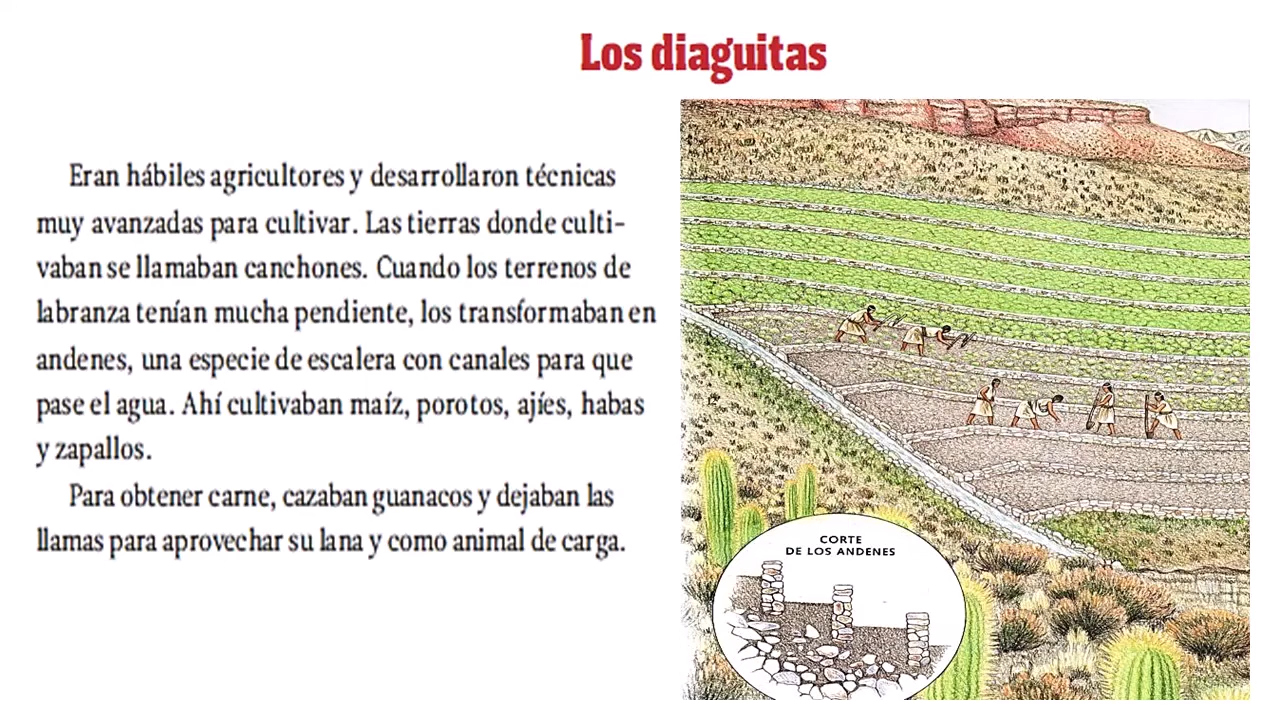 Los diaguitas
Eran hábiles agricultores y desarrollaron técnicas
muy avanzadas para cultivar. Las tierras donde culti-
vaban se llamaban canchones. Cuando los terrenos de
labranza tenían mucha pendiente, los transformaban en
andenes, una especie de escalera con canales para que
pase el agua. Ahí cultivaban maíz, porotos, ajíes, habas
y zapallos.
Para obtener carne, cazaban guanacos y dejaban las
llamas para aprovechar su lana y como animal de carga.
CORTE
DE LOS ANDENES